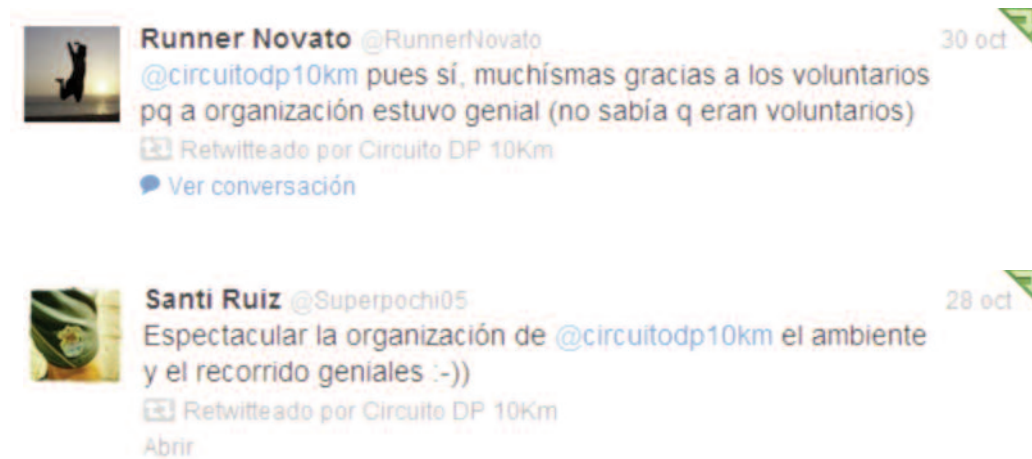 Runner Novato @RunnerNovato 30 oct
@circuitodp10km pues sí, muchísmas gracias a los voluntarios
pq a organización estuvo genial (no sabía q eran voluntarios)
Retwitteado por Circuito DP 10Km
Ver conversación
Santi Ruiz @Superpochi05 28 oct
Espectacular la organización de @circuitodp10km el ambiente
y el recorrido geniales :-))
Retwitteado por Circuito DP 10Km
Abrir